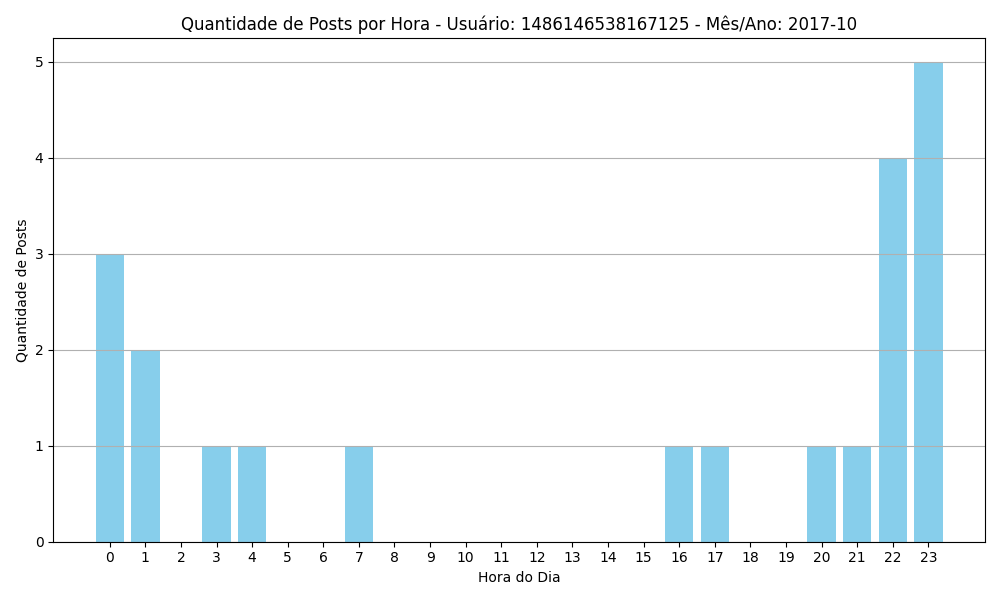 Quantidade de Posts por Hora - Usuário: 1486146538167125 - Mês/Ano: 2017-10
Quantidade de Posts
5
4
3
2
1
0
0 1 2 3 4 5 6 7 8 9 10 11 12 13 14 15 16 17 18 19 20 21 22 23
Hora do Dia